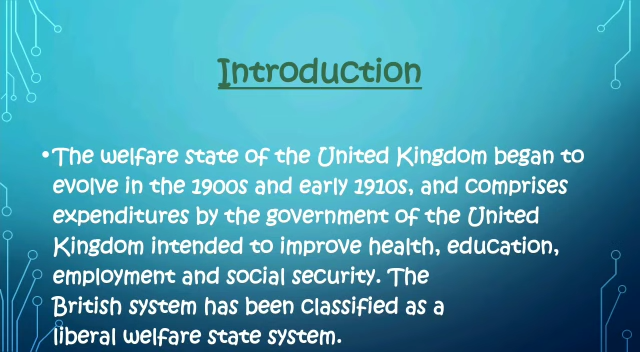 Introduction
•The welfare state of the United Kingdom began to
evolve in the 1900s and early 1910s, and comprises
expenditures by the government of the United
Kingdom intended to improve health, education,
employment and social security. The
British system has been classified as a
liberal welfare state system.